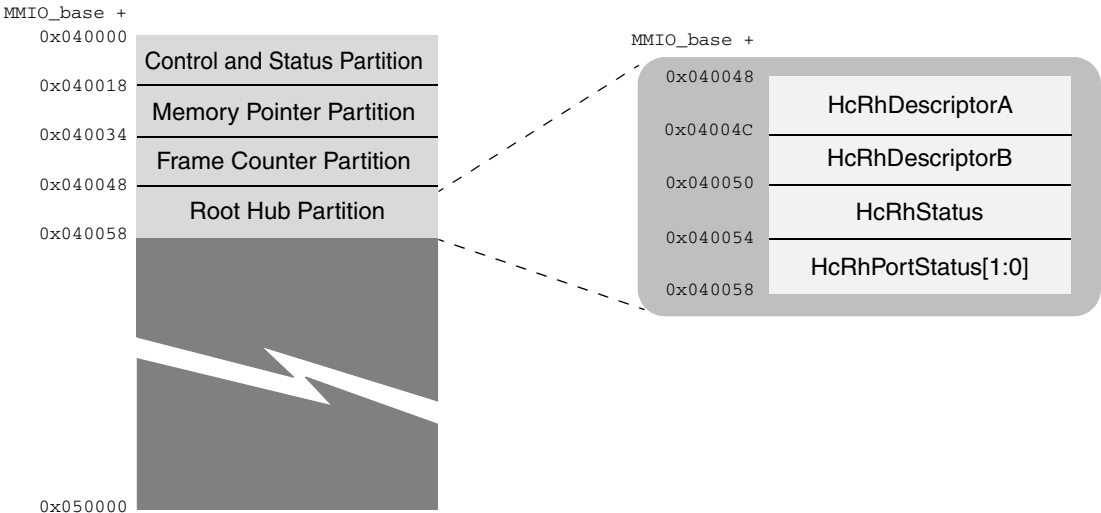 MMIO_base +
0x040000
Control and Status Partition
0x040018
Memory Pointer Partition
0x040034
Frame Counter Partition
0x040048
Root Hub Partition
0x040058
0x050000
MMIO_base +
0x040048
HcRhDescriptorA
0x04004C
HcRhDescriptorB
0x040050
HcRhStatus
0x040054
HcRhPortStatus[1:0]
0x040058